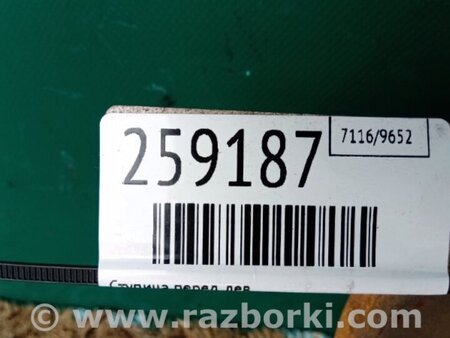 259187
7116/9652
Ступица перед лев
www.razborki.com